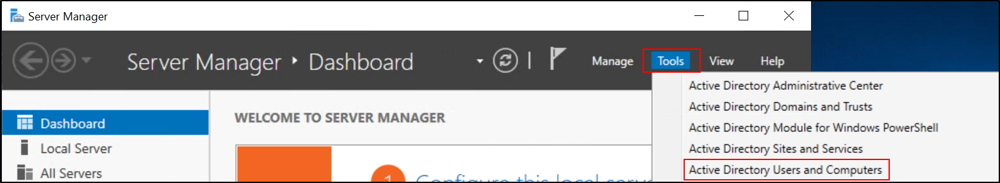 Server Manager
Server Manager ‣ Dashboard
Manage Tools View Help
Active Directory Administrative Center
Active Directory Domains and Trusts
Active Directory Module for Windows PowerShell
Active Directory Sites and Services
Active Directory Users and Computers
Dashboard
Local Server
All Servers
WELCOME TO SERVER MANAGER
1 Configure this local serve